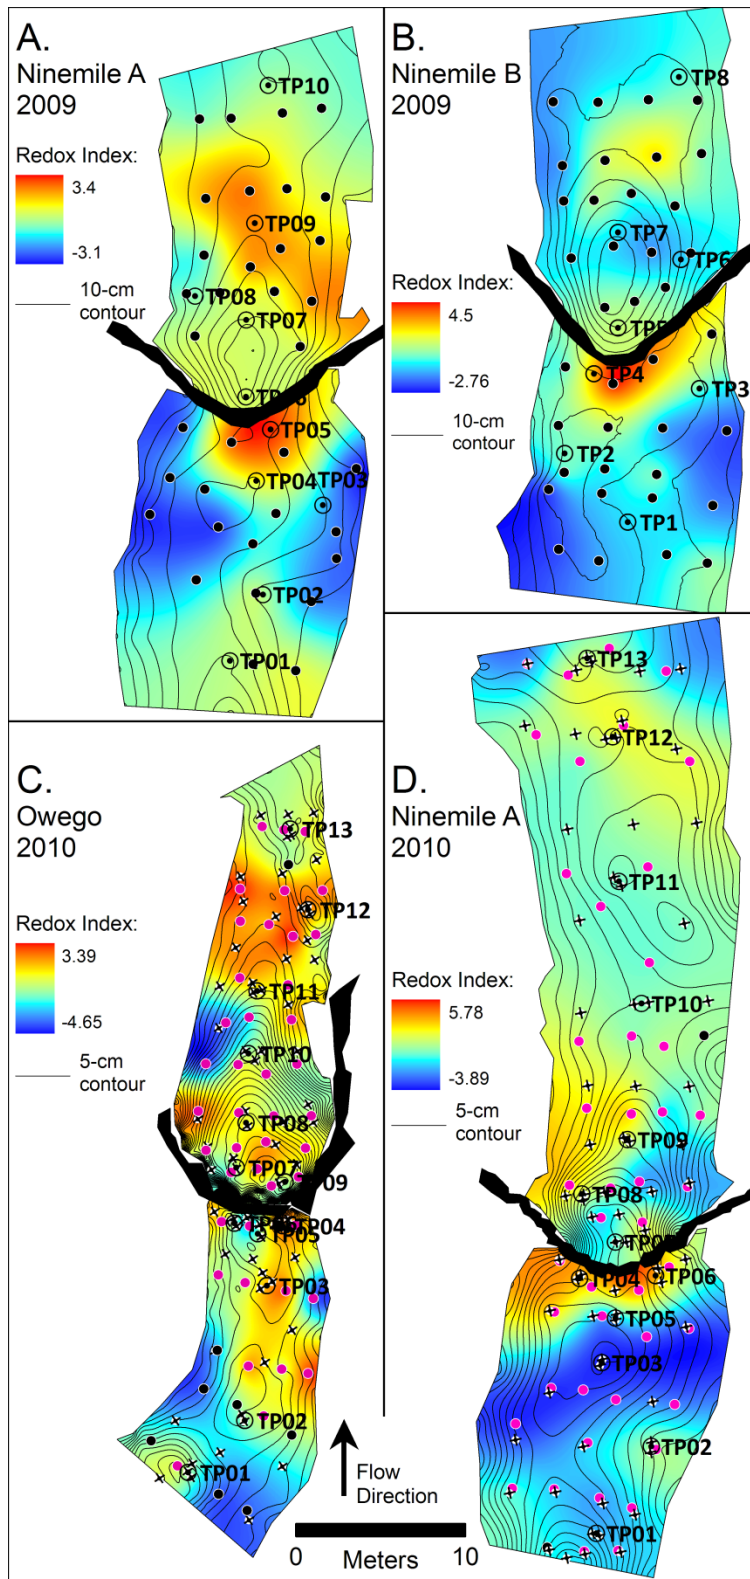 A.
Ninemile A
2009
Redox Index:
3.4
-3.1
10-cm
contour
TP10
TP09
TP08
TP07
TP05
TP04
TP03
TP02
TP01
B.
Ninemile B
2009
Redox Index:
4.5
-2.76
10-cm
contour
TP8
TP7
TP6
TP5
TP4
TP3
TP2
TP1
C.
Owego
2010
Redox Index:
3.39
-4.65
5-cm
contour
TP13
TP12
TP11
TP10
TP08
TP07
TP04
TP05
TP03
TP02
TP01
Flow
Direction
0 Meters 10
D.
Ninemile A
2010
Redox Index:
5.78
-3.89
5-cm
contour
TP13
TP12
TP11
TP10
TP09
TP08
TP04
TP06
TP05
TP03
TP02
TP01